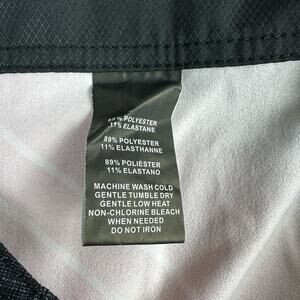 89% POLYESTER
11% ELASTANE
89% POLYESTER
11% ELASTHANNE
89% POLIÉSTER
11% ELASTANO
MACHINE WASH COLD
GENTLE TUMBLE DRY
GENTLE LOW HEAT
NON-CHLORINE BLEACH
WHEN NEEDED
DO NOT IRON